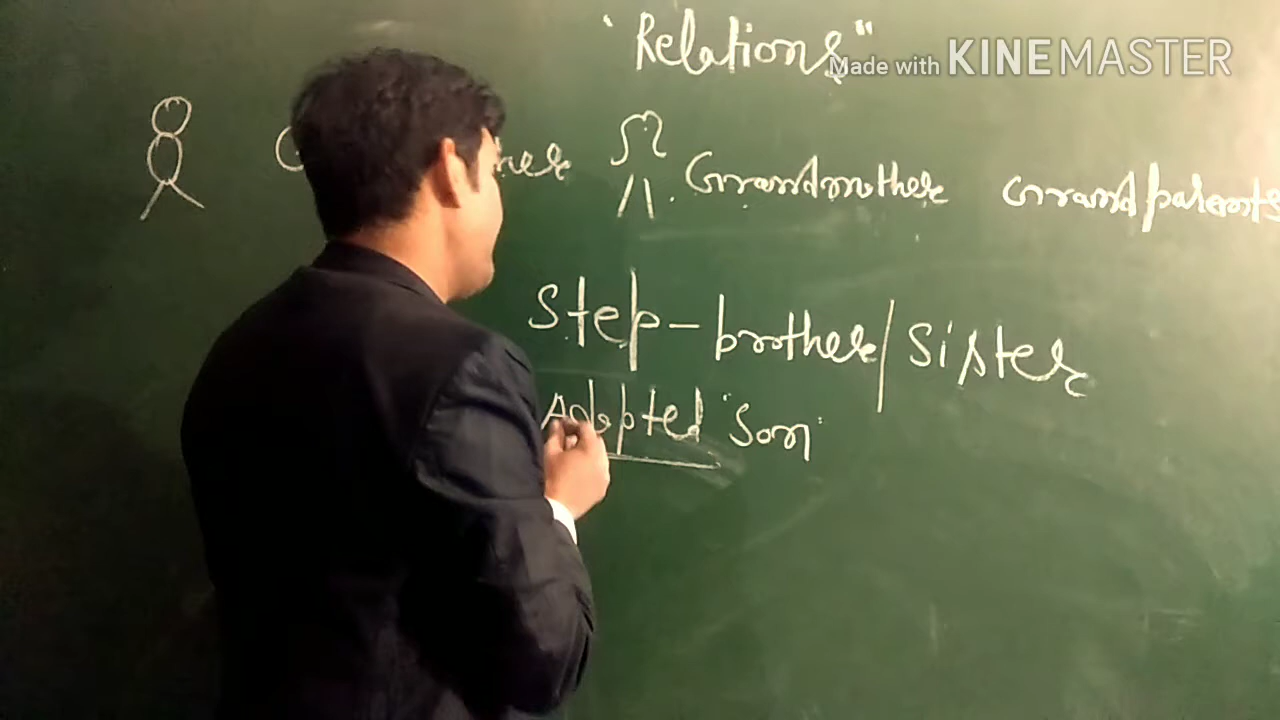 "Relations"
Made with KINEMASTER
Grandmother Grandparents
Step-brother/Sister
Adopted "Son"